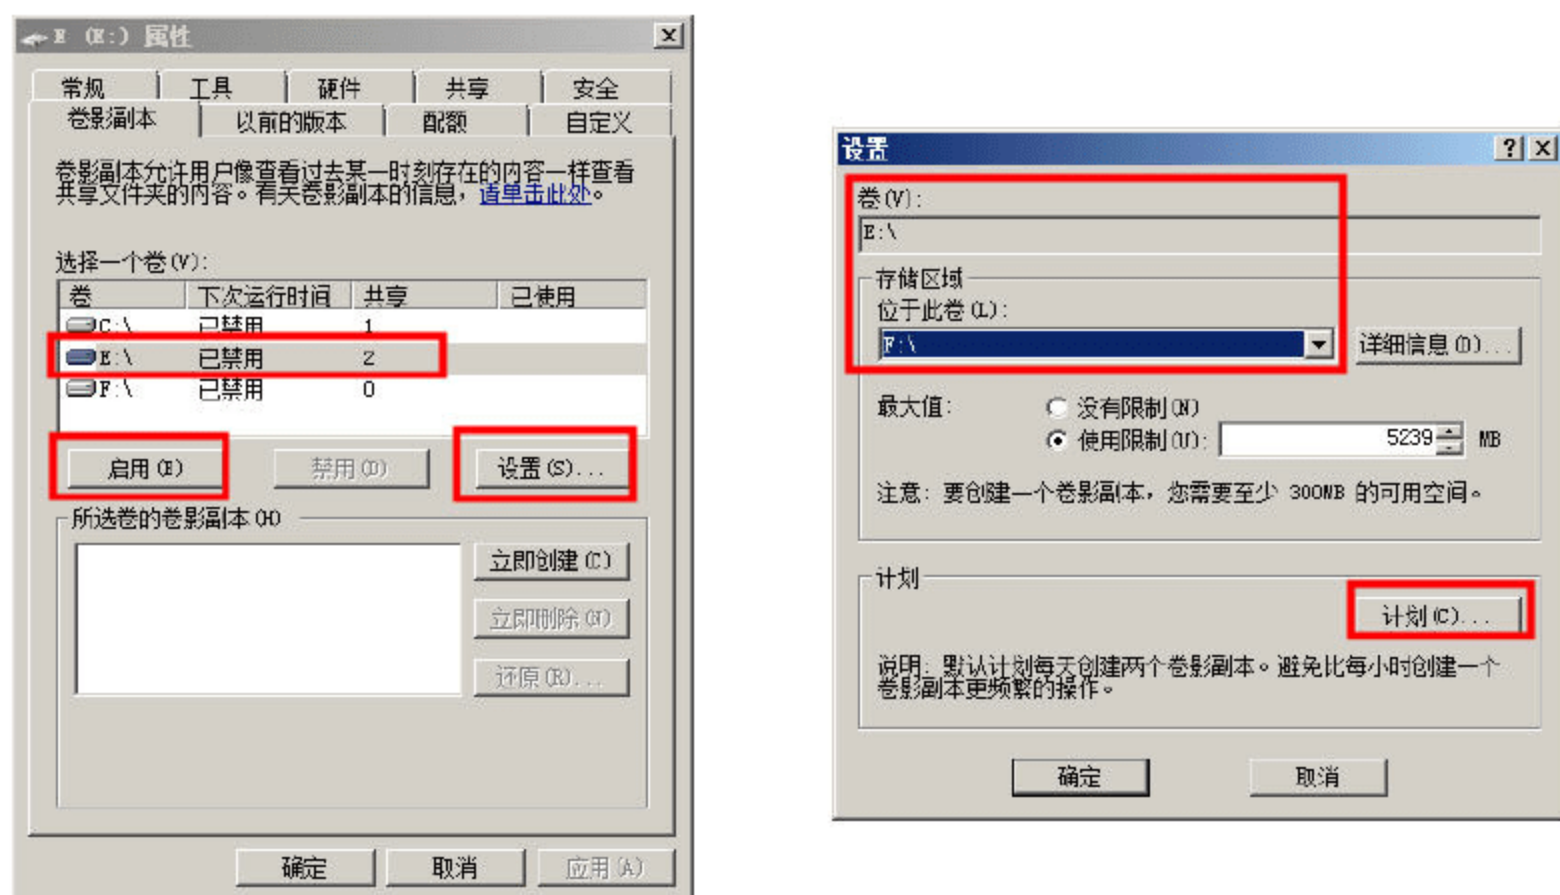 E (E:) 属性
常规 工具 硬件 共享 安全
卷影副本 以前的版本 配额 自定义
卷影副本允许用户像查看过去某一时刻存在的内容一样查看
共享文件夹的内容。有关卷影副本的信息，请单击此处。
选择一个卷(V):
卷 下次运行时间 共享 已使用
C:\ 已禁用 1
E:\ 已禁用 2
F:\ 已禁用 0
启用(E) 禁用(D) 设置(S)...
所选卷的卷影副本(H)
立即创建(C)
立即删除(N)
还原(R)...
确定 取消 应用(A)
设置
卷(V):
E:\
存储区域
位于此卷(L):
F:\ 详细信息(D)...
最大值: 没有限制(N)
使用限制(U): 5239 MB
注意: 要创建一个卷影副本，您需要至少 300MB 的可用空间。
计划
计划(C)...
说明: 默认计划每天创建两个卷影副本。避免比每小时创建一个
卷影副本更频繁的操作。
确定 取消